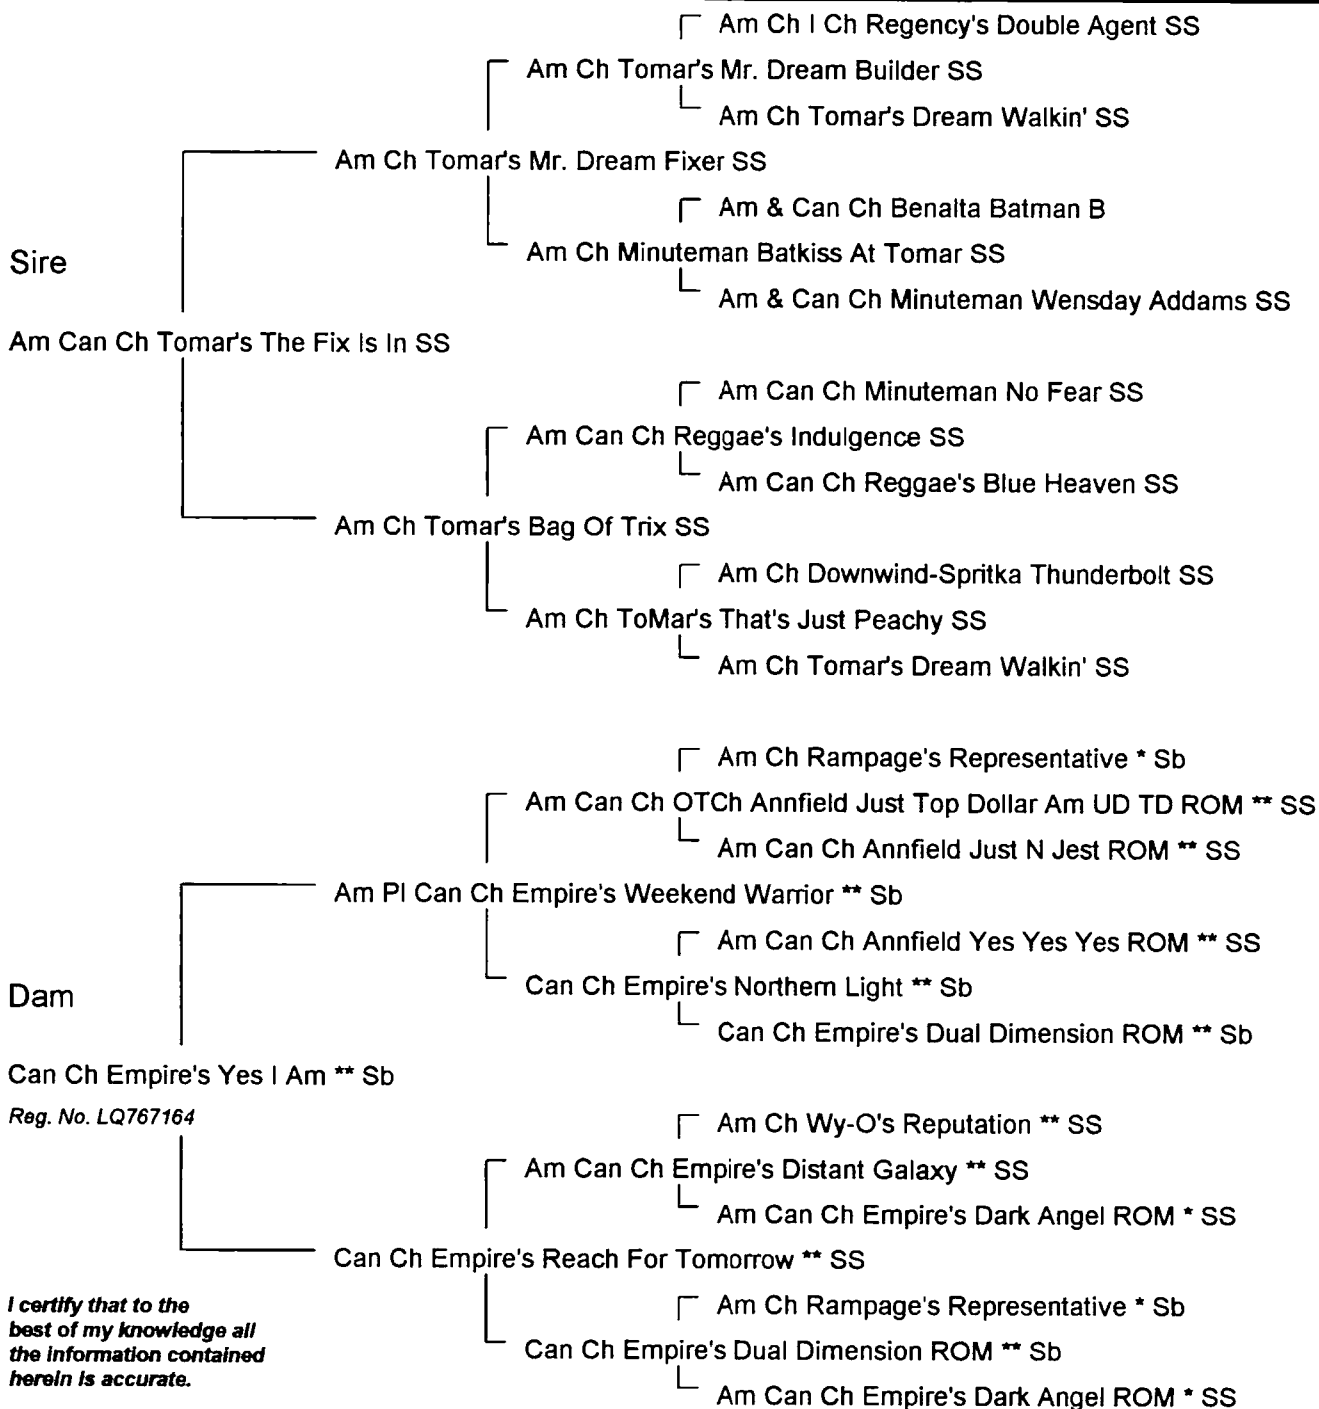 Am Ch I Ch Regency's Double Agent SS
Am Ch Tomar's Mr. Dream Builder SS
Am Ch Tomar's Dream Walkin' SS
Am Ch Tomar's Mr. Dream Fixer SS
Am & Can Ch Benalta Batman B
Sire
Am Ch Minuteman Batkiss At Tomar SS
Am & Can Ch Minuteman Wensday Addams SS
Am Can Ch Tomar's The Fix Is In SS
Am Can Ch Minuteman No Fear SS
Am Can Ch Reggae's Indulgence SS
Am Can Ch Reggae's Blue Heaven SS
Am Ch Tomar's Bag Of Trix SS
Am Ch Downwind-Spritka Thunderbolt SS
Am Ch ToMar's That's Just Peachy SS
Am Ch Tomar's Dream Walkin' SS
Am Ch Rampage's Representative * Sb
Am Can Ch OTCh Annfield Just Top Dollar Am UD TD ROM ** SS
Am Can Ch Annfield Just N Jest ROM ** SS
Am Pl Can Ch Empire's Weekend Warrior ** Sb
Am Can Ch Annfield Yes Yes Yes ROM ** SS
Can Ch Empire's Northern Light ** Sb
Dam
Can Ch Empire's Dual Dimension ROM ** Sb
Can Ch Empire's Yes I Am ** Sb
Reg. No. LQ767164
Am Ch Wy-O's Reputation ** SS
Am Can Ch Empire's Distant Galaxy ** SS
Am Can Ch Empire's Dark Angel ROM * SS
Can Ch Empire's Reach For Tomorrow ** SS
I certify that to the
best of my knowledge all
the information contained
herein is accurate.
Am Ch Rampage's Representative * Sb
Can Ch Empire's Dual Dimension ROM ** Sb
Am Can Ch Empire's Dark Angel ROM * SS